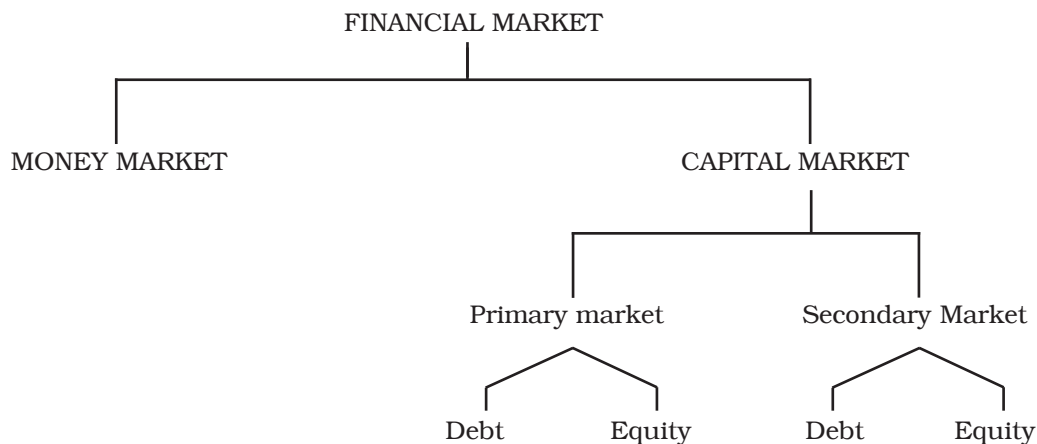 FINANCIAL MARKET
MONEY MARKET CAPITAL MARKET
Primary market Secondary Market
Debt Equity Debt Equity